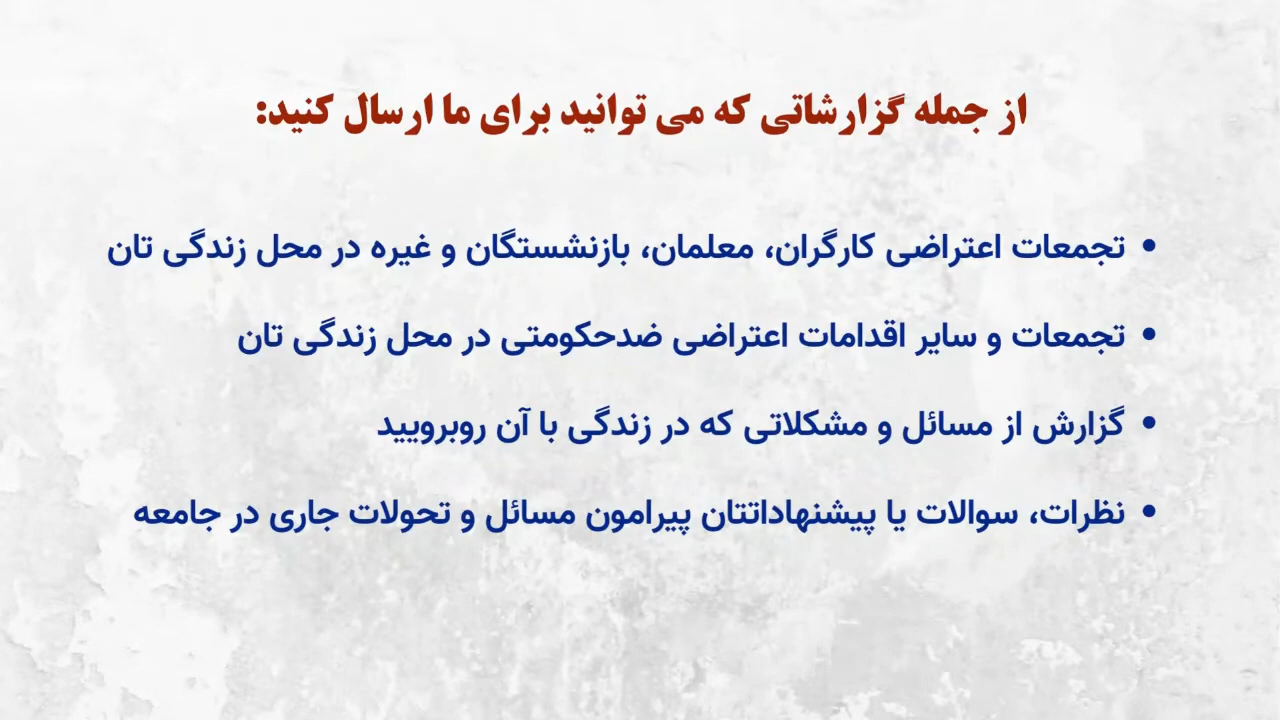 از جمله گزارشاتی که می توانید برای ما ارسال کنید:
• تجمعات اعتراضی کارگران، معلمان، بازنشستگان و غیره در محل زندگی تان
• تجمعات و سایر اقدامات اعتراضی ضدحکومتی در محل زندگی تان
• گزارش از مسائل و مشکلاتی که در زندگی با آن روبرویید
• نظرات، سوالات یا پیشنهاداتتان پیرامون مسائل و تحولات جاری در جامعه